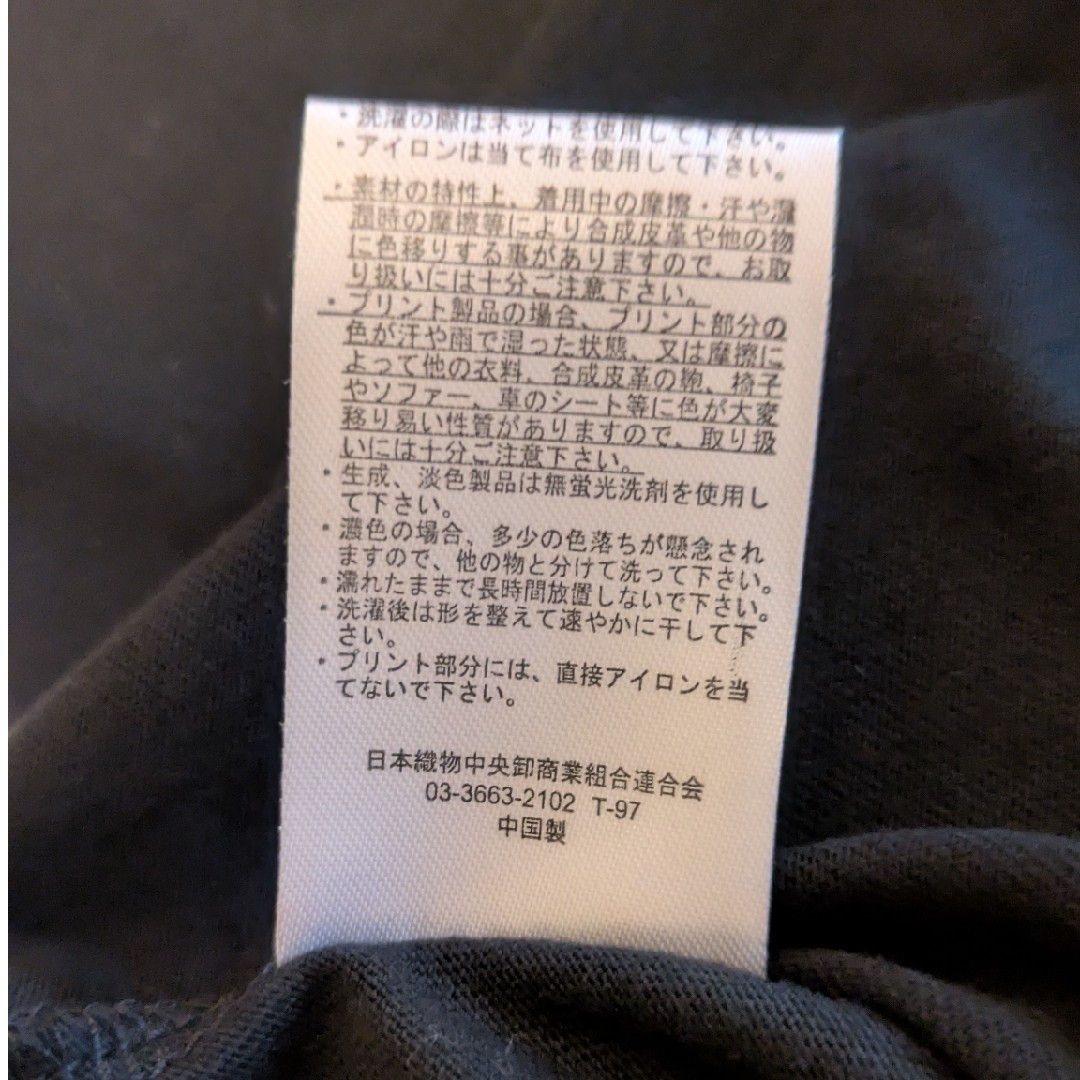 ・洗濯の際はネットを使用して下さい。
・アイロンは当て布を使用して下さい。
・素材の特性上、着用中の摩擦・汗や湿
潤時の摩擦等により合成皮革や他の物
に色移りする事がありますので、お取
り扱いには十分ご注意下さい。
・プリント製品の場合、プリント部分の
色が汗や雨で湿った状態、又は摩擦に
よって他の衣料、合成皮革の鞄、椅子
やソファー、車のシート等に色が大変
移り易い性質がありますので、取り扱
いには十分ご注意下さい。
・生成、淡色製品は無蛍光洗剤を使用し
て下さい。
・濃色の場合、多少の色落ちが懸念され
ますので、他の物と分けて洗って下さい。
・濡れたままで長時間放置しないで下さい。
・洗濯後は形を整えて速やかに干して下
さい。
・プリント部分には、直接アイロンを当
てないで下さい。
日本織物中央卸商業組合連合会
03-3663-2102 T-97
中国製